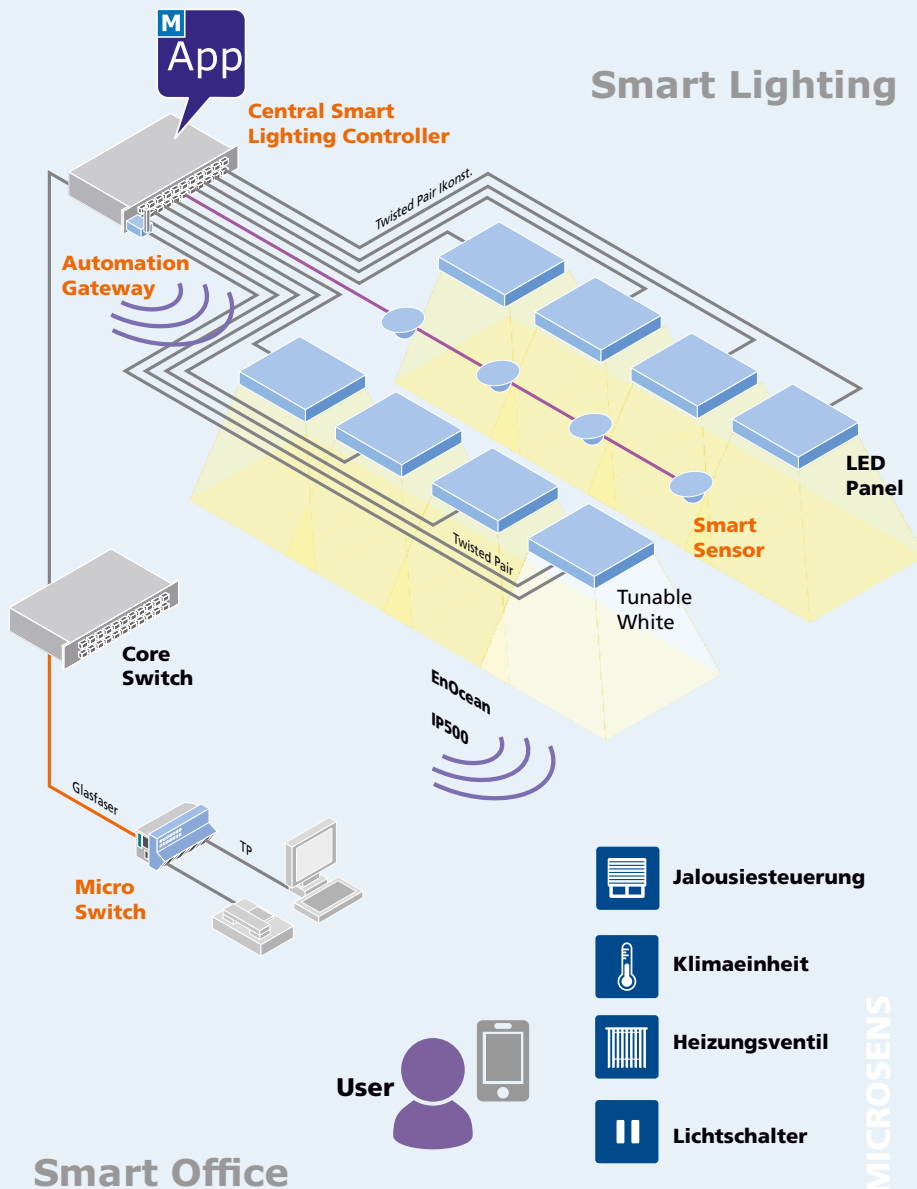 M
App
Smart Lighting
Central Smart
Lighting Controller
Twisted Pair Ikonst.
Automation
Gateway
LED
Panel
Smart
Sensor
Twisted Pair
Tunable
White
Core
Switch
EnOcean
IP500
Glasfaser
TP
Micro
Switch
Jalousiesteuerung
Klimaeinheit
Heizungsventil
User
Lichtschalter
MICROSENS
Smart Office